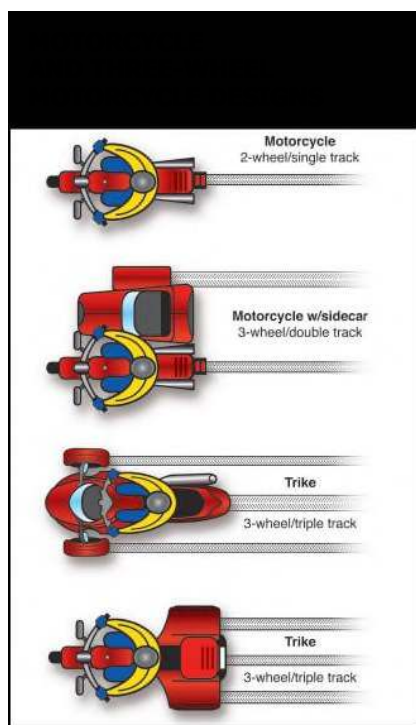 Motorcycle
2-wheel/single track
Motorcycle w/sidecar
3-wheel/double track
Trike
3-wheel/triple track
Trike
3-wheel/triple track